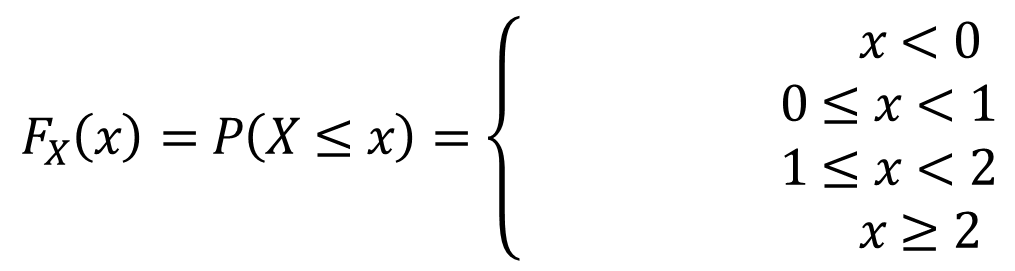 x < 0
0 ≤ x < 1
F_X(x) = P(X ≤ x) = {
1 ≤ x < 2
x ≥ 2